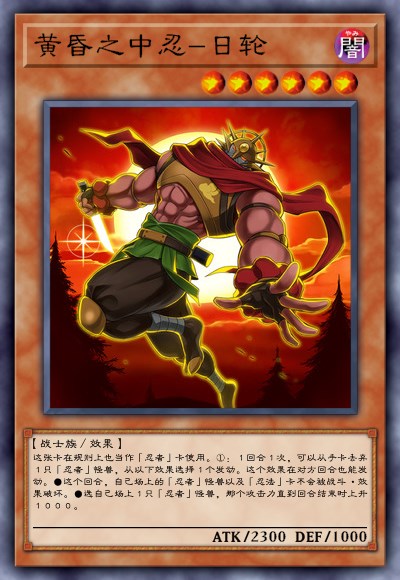 黄昏之中忍-日轮
やみ
闇
【战士族/效果】
这张卡在规则上也当作「忍者」卡使用。①：1回合1次，可以从手卡丢弃
1只「忍者」怪兽，从以下效果选择1个发动。这个效果在对方回合也能发
动。●这个回合，自己场上的「忍者」怪兽以及「忍法」卡不会被战斗·效
果破坏。●选自己场上1只「忍者」怪兽，那个攻击力直到回合结束时上升
1000。
ATK/2300 DEF/1000